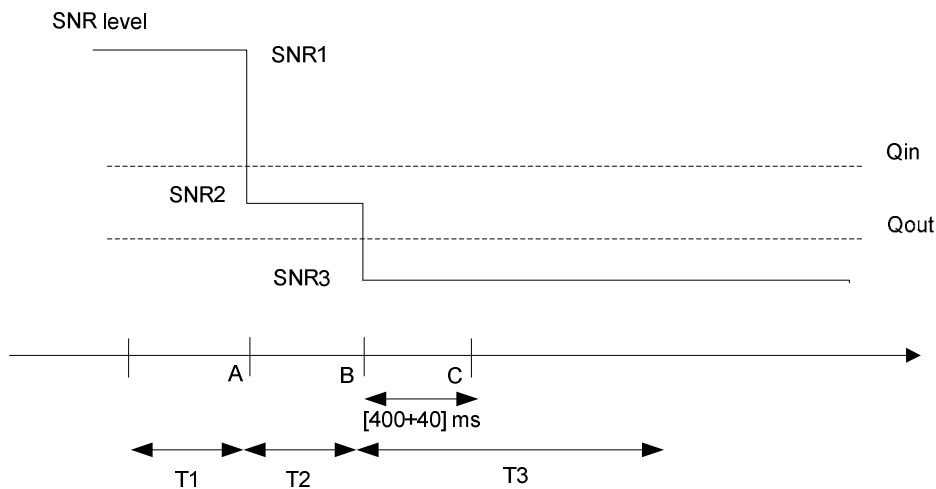 SNR level
SNR1
Qin
SNR2
Qout
SNR3
A
B
C
[400+40] ms
T1
T2
T3